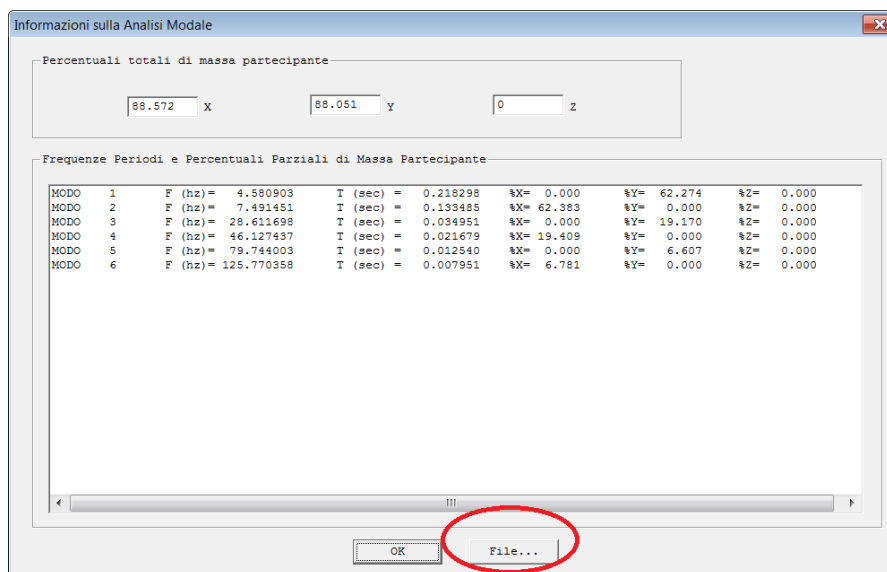 Informazioni sulla Analisi Modale
Percentuali totali di massa partecipante
88.572 X 88.051 Y 0 Z
Frequenze Periodi e Percentuali Parziali di Massa Partecipante
MODO 1 F (hz)= 4.580903 T (sec) = 0.218298 %X= 0.000 %Y= 62.274 %Z= 0.000
MODO 2 F (hz)= 7.491451 T (sec) = 0.133485 %X= 62.383 %Y= 0.000 %Z= 0.000
MODO 3 F (hz)= 28.611698 T (sec) = 0.034951 %X= 0.000 %Y= 19.170 %Z= 0.000
MODO 4 F (hz)= 46.127437 T (sec) = 0.021679 %X= 19.409 %Y= 0.000 %Z= 0.000
MODO 5 F (hz)= 79.744003 T (sec) = 0.012540 %X= 0.000 %Y= 6.607 %Z= 0.000
MODO 6 F (hz)= 125.770358 T (sec) = 0.007951 %X= 6.781 %Y= 0.000 %Z= 0.000
OK File...